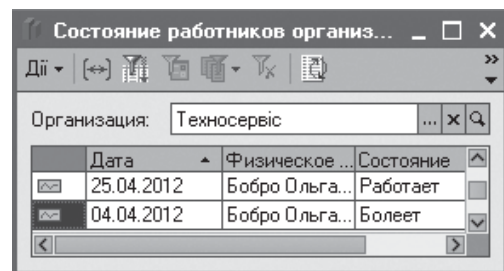 Состояние работников организ...
Дії
Организация: Техносервіс ...
Дата Физическое ... Состояние
25.04.2012 Бобро Ольга... Работает
04.04.2012 Бобро Ольга... Болеет